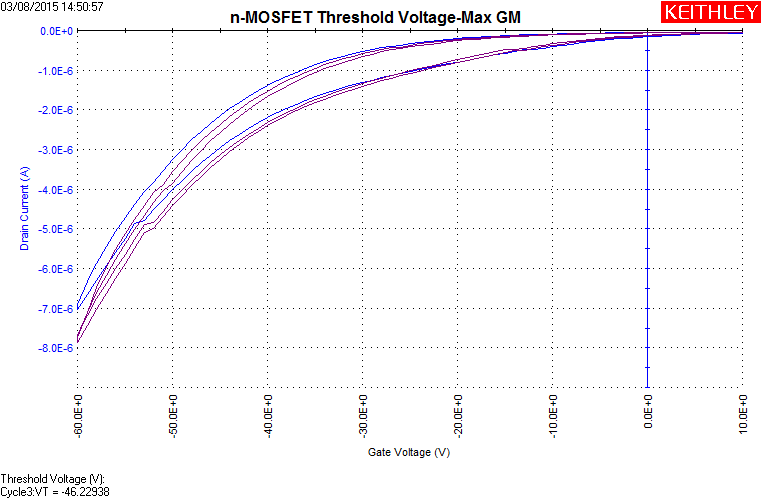 03/08/2015 14:50:57
n-MOSFET Threshold Voltage-Max GM
KEITHLEY
0.0E+0
-1.0E-6
-2.0E-6
-3.0E-6
-4.0E-6
-5.0E-6
-6.0E-6
-7.0E-6
-8.0E-6
Drain Current (A)
-60.0E+0
-50.0E+0
-40.0E+0
-30.0E+0
-20.0E+0
-10.0E+0
0.0E+0
10.0E+0
Gate Voltage (V)
Threshold Voltage (V):
Cycle3:VT = -46.22938